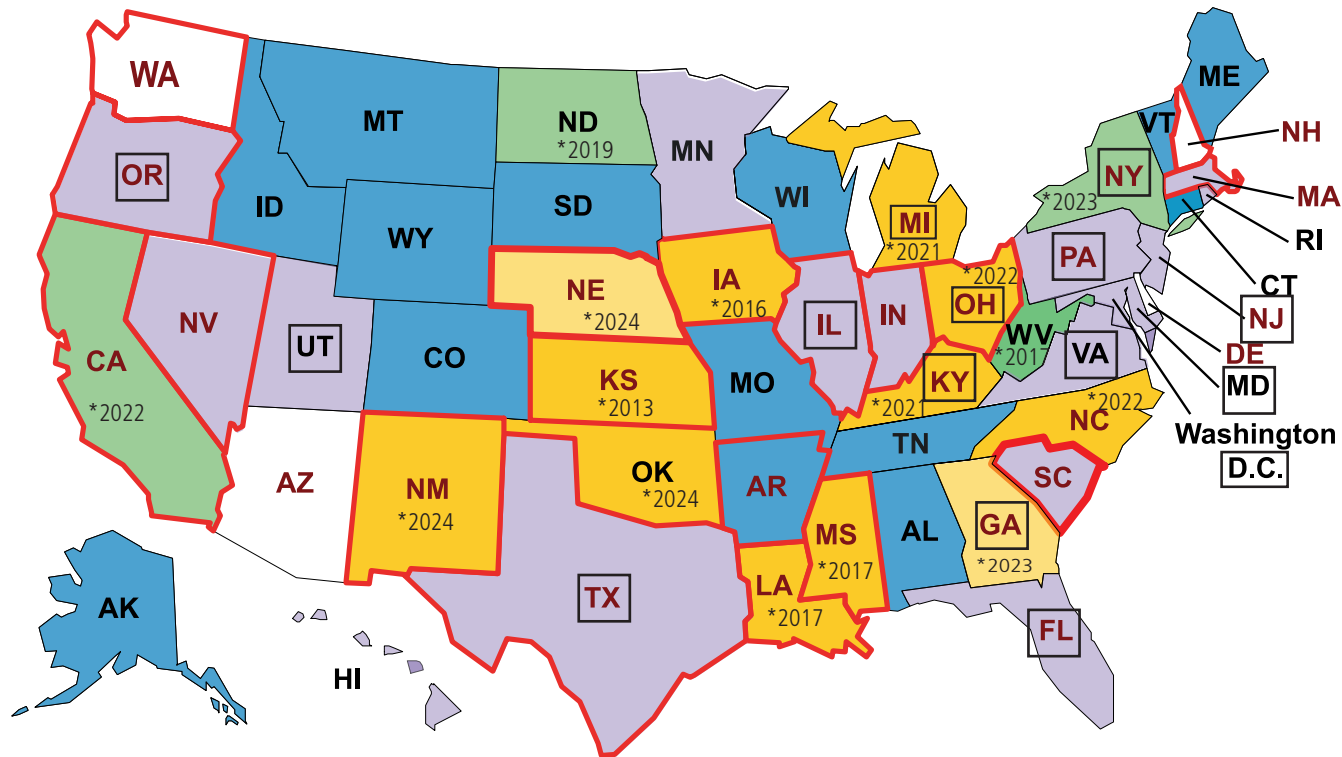 WA
ME
MT
ND
*2019
VT
MN
NH
OR
NY
MA
ID
SD
WI
MI
*2023
*2021
RI
WY
PA
IA
*2022
CT
NE
*2016
OH
NJ
*2024
NV
IL
IN
WV
*2017
DE
UT
VA
CA
CO
KS
MO
KY
MD
*2013
*2021
*2022
NC
*2022
Washington
D.C.
TN
OK
SC
AZ
NM
*2024
AR
*2024
MS
AL
GA
*2017
*2023
LA
TX
*2017
AK
FL
HI